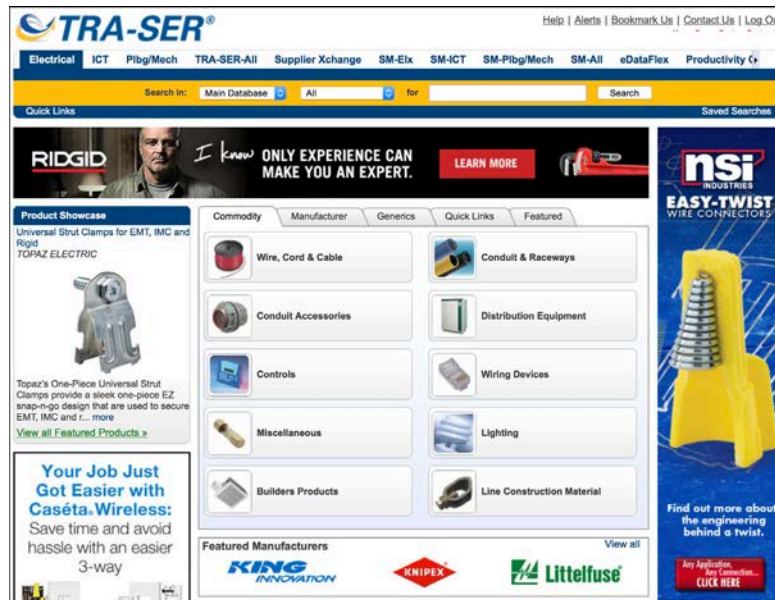 TRA-SER®
Help | Alerts | Bookmark Us | Contact Us | Log O
Electrical ICT Plbg/Mech TRA-SER-All Supplier Xchange SM-Elx SM-ICT SM-Plbg/Mech SM-All eDataFlex Productivity
Search in: Main Database All for Search
Quick Links Saved Searches
RIDGID
I know ONLY EXPERIENCE CAN
MAKE YOU AN EXPERT.
LEARN MORE
Product Showcase
Universal Strut Clamps for EMT, IMC and
Rigid
TOPAZ ELECTRIC
Topaz's One-Piece Universal Strut
Clamps provide a sleek one-piece EZ
snap-n-go design that are used to secure
EMT, IMC and r... more
View all Featured Products »
Your Job Just
Got Easier with
Caséta® Wireless:
Save time and avoid
hassle with an easier
3-way
Commodity Manufacturer Generics Quick Links Featured
Wire, Cord & Cable Conduit & Raceways
Conduit Accessories Distribution Equipment
Controls Wiring Devices
Miscellaneous Lighting
Builders Products Line Construction Material
Featured Manufacturers View all
KING
INNOVATION
KNIPEX
Littelfuse®
nsi
INDUSTRIES
EASY-TWIST
WIRE CONNECTORS
Find out more about
the engineering
behind a twist.
Any Application,
Any Connection...
CLICK HERE